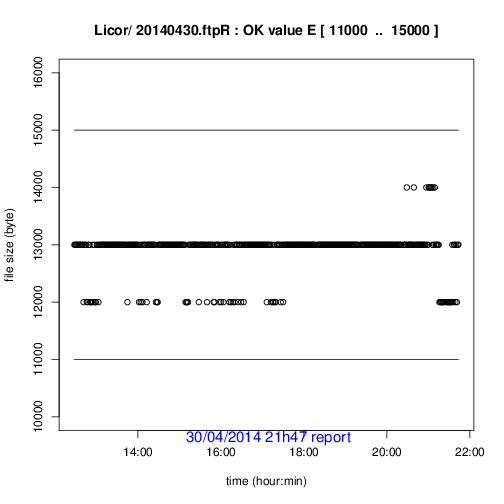 Licor/ 20140430.ftpR : OK value E [ 11000 .. 15000 ]
file size (byte)
16000
15000
14000
13000
12000
11000
10000
30/04/2014 21h47 report
14:00 16:00 18:00 20:00 22:00
time (hour:min)